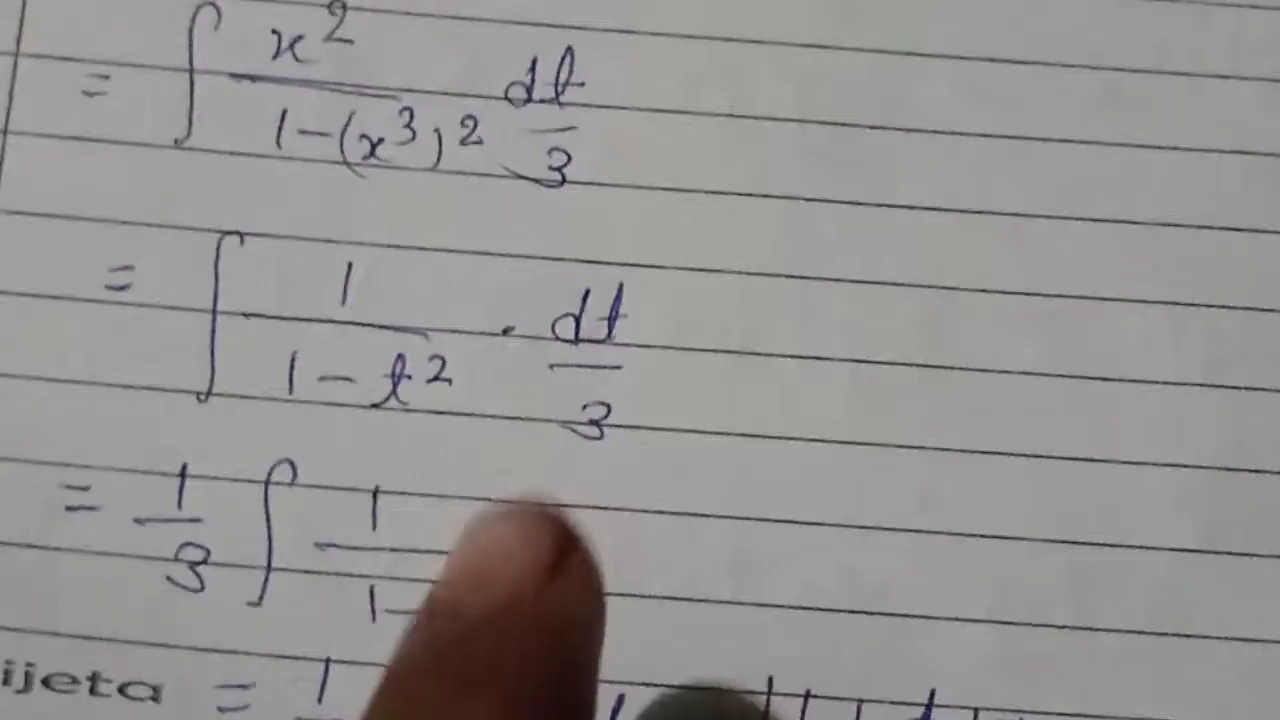 = ∫ x² / 1-(x³)² dt/3
= ∫ 1 / 1-t² · dt/3
= 1/3 ∫ 1 / 1-
ijeta = 1